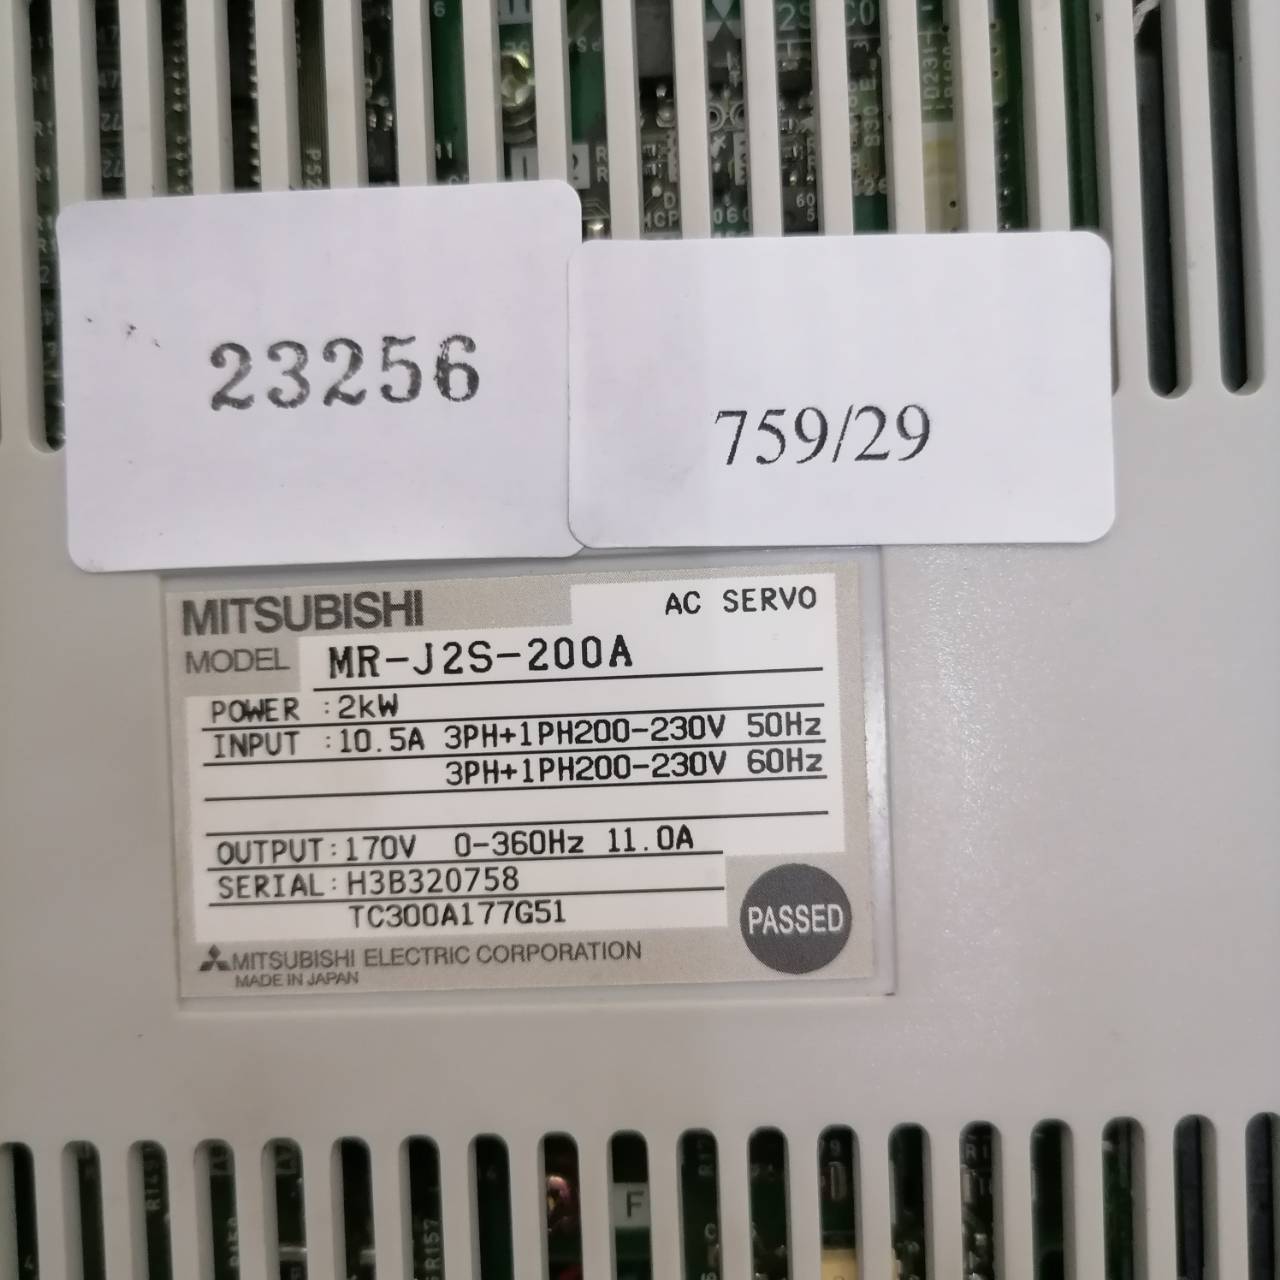 23256
759/29
MITSUBISHI
AC SERVO
MODEL MR-J2S-200A
POWER :2kW
INPUT :10.5A 3PH+1PH200-230V 50Hz
3PH+1PH200-230V 60Hz
OUTPUT:170V 0-360Hz 11.0A
SERIAL:H3B320758
TC300A177G51
PASSED
MITSUBISHI ELECTRIC CORPORATION
MADE IN JAPAN
F